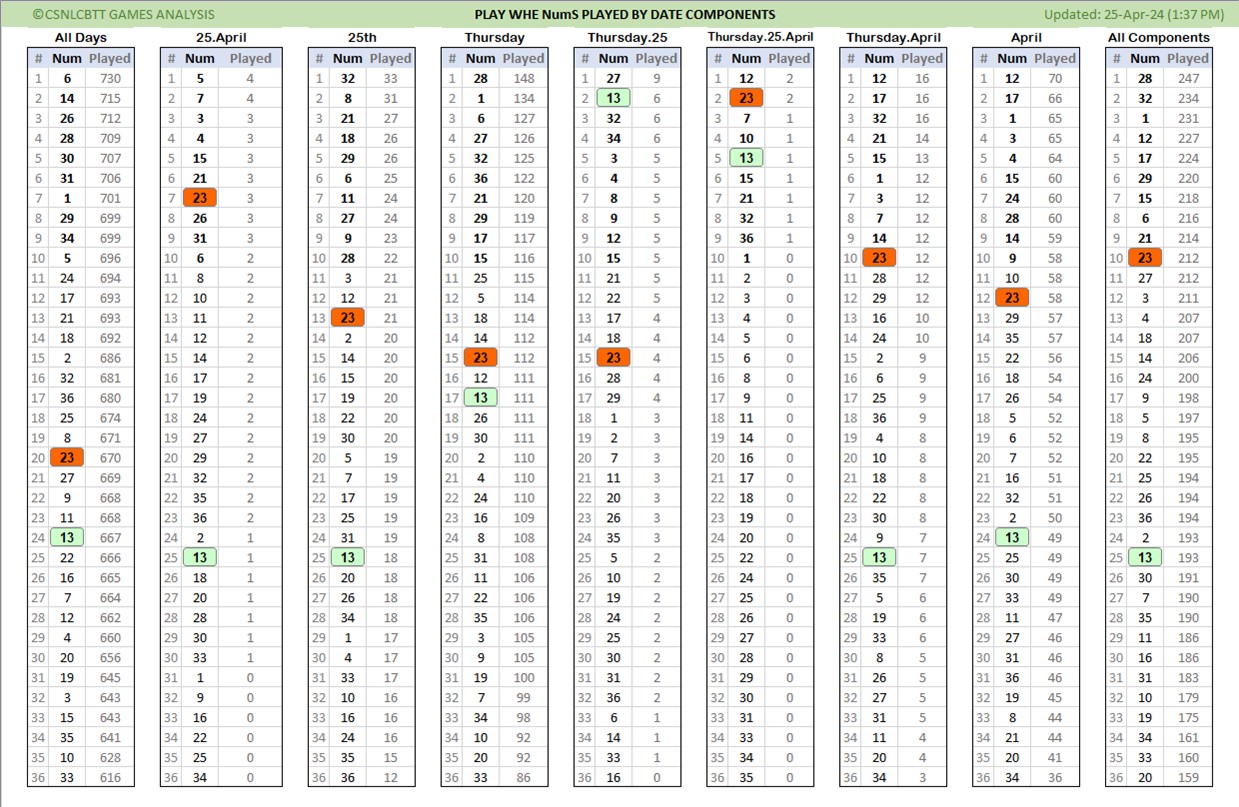 ©CSNLCBTT GAMES ANALYSIS PLAY WHE NumS PLAYED BY DATE COMPONENTS Updated: 25-Apr-24 (1:37 PM)
All Days 25.April 25th Thursday Thursday.25 Thursday.25.April Thursday.April April All Components
# Num Played # Num Played # Num Played # Num Played # Num Played # Num Played # Num Played # Num Played # Num Played
1 6 730 1 5 4 1 32 33 1 28 148 1 27 9 1 12 2 1 12 16 1 12 70 1 28 247
2 14 715 2 7 4 2 8 31 2 1 134 2 13 6 2 23 2 2 17 16 2 17 66 2 32 234
3 26 712 3 3 3 3 21 27 3 6 127 3 32 6 3 7 1 3 32 16 3 1 65 3 1 231
4 28 709 4 4 3 4 18 26 4 27 126 4 34 6 4 10 1 4 21 14 4 3 65 4 12 227
5 30 707 5 15 3 5 29 26 5 32 125 5 3 5 5 13 1 5 15 13 5 4 64 5 17 224
6 31 706 6 21 3 6 6 25 6 36 122 6 4 5 6 15 1 6 1 12 6 15 60 6 29 220
7 1 701 7 23 3 7 11 24 7 21 120 7 8 5 7 21 1 7 3 12 7 24 60 7 15 218
8 29 699 8 26 3 8 27 24 8 29 119 8 9 5 8 32 1 8 7 12 8 28 60 8 6 216
9 34 699 9 31 3 9 9 23 9 17 117 9 12 5 9 36 1 9 14 12 9 14 59 9 21 214
10 5 696 10 6 2 10 28 22 10 15 116 10 15 5 10 1 0 10 23 12 10 9 58 10 23 212
11 24 694 11 8 2 11 3 21 11 25 115 11 21 5 11 2 0 11 28 12 11 10 58 11 27 212
12 17 693 12 10 2 12 12 21 12 5 114 12 22 5 12 3 0 12 29 12 12 23 58 12 3 211
13 21 693 13 11 2 13 23 21 13 18 114 13 17 4 13 4 0 13 16 10 13 29 57 13 4 207
14 18 692 14 12 2 14 2 20 14 14 112 14 18 4 14 5 0 14 24 10 14 35 57 14 18 207
15 2 686 15 14 2 15 14 20 15 23 112 15 23 4 15 6 0 15 2 9 15 22 56 15 14 206
16 32 681 16 17 2 16 15 20 16 12 111 16 28 4 16 8 0 16 6 9 16 18 54 16 24 200
17 36 680 17 19 2 17 19 20 17 13 111 17 29 4 17 9 0 17 25 9 17 26 54 17 9 198
18 25 674 18 24 2 18 22 20 18 26 111 18 1 3 18 11 0 18 36 9 18 5 52 18 5 197
19 8 671 19 27 2 19 30 20 19 30 111 19 2 3 19 14 0 19 4 8 19 6 52 19 8 195
20 23 670 20 29 2 20 5 19 20 2 110 20 7 3 20 16 0 20 10 8 20 7 52 20 22 195
21 27 669 21 32 2 21 7 19 21 4 110 21 11 3 21 17 0 21 18 8 21 16 51 21 25 194
22 9 668 22 35 2 22 17 19 22 24 110 22 20 3 22 18 0 22 22 8 22 32 51 22 26 194
23 11 668 23 36 2 23 25 19 23 16 109 23 26 3 23 19 0 23 30 8 23 2 50 23 36 194
24 13 667 24 2 1 24 31 19 24 8 108 24 35 3 24 20 0 24 9 7 24 13 49 24 2 193
25 22 666 25 13 1 25 13 18 25 31 108 25 5 2 25 22 0 25 13 7 25 25 49 25 13 193
26 16 665 26 18 1 26 20 18 26 11 106 26 10 2 26 24 0 26 35 7 26 30 49 26 30 191
27 7 664 27 20 1 27 26 18 27 22 106 27 19 2 27 25 0 27 5 6 27 33 49 27 7 190
28 12 662 28 28 1 28 34 18 28 35 106 28 24 2 28 26 0 28 19 6 28 11 47 28 35 190
29 4 660 29 30 1 29 1 17 29 3 105 29 25 2 29 27 0 29 33 6 29 27 46 29 11 186
30 20 656 30 33 1 30 4 17 30 9 105 30 30 2 30 28 0 30 8 5 30 31 46 30 16 186
31 19 645 31 1 0 31 33 17 31 19 100 31 31 2 31 29 0 31 26 5 31 36 46 31 31 183
32 3 643 32 9 0 32 10 16 32 7 99 32 36 2 32 30 0 32 27 5 32 19 45 32 10 179
33 15 643 33 16 0 33 16 16 33 34 98 33 6 1 33 31 0 33 31 5 33 8 44 33 19 175
34 35 641 34 22 0 34 24 16 34 10 92 34 14 1 34 33 0 34 11 4 34 21 44 34 34 161
35 10 628 35 25 0 35 35 15 35 20 92 35 33 1 35 34 0 35 20 4 35 20 41 35 33 160
36 33 616 36 34 0 36 36 12 36 33 86 36 16 0 36 35 0 36 34 3 36 34 36 36 20 159